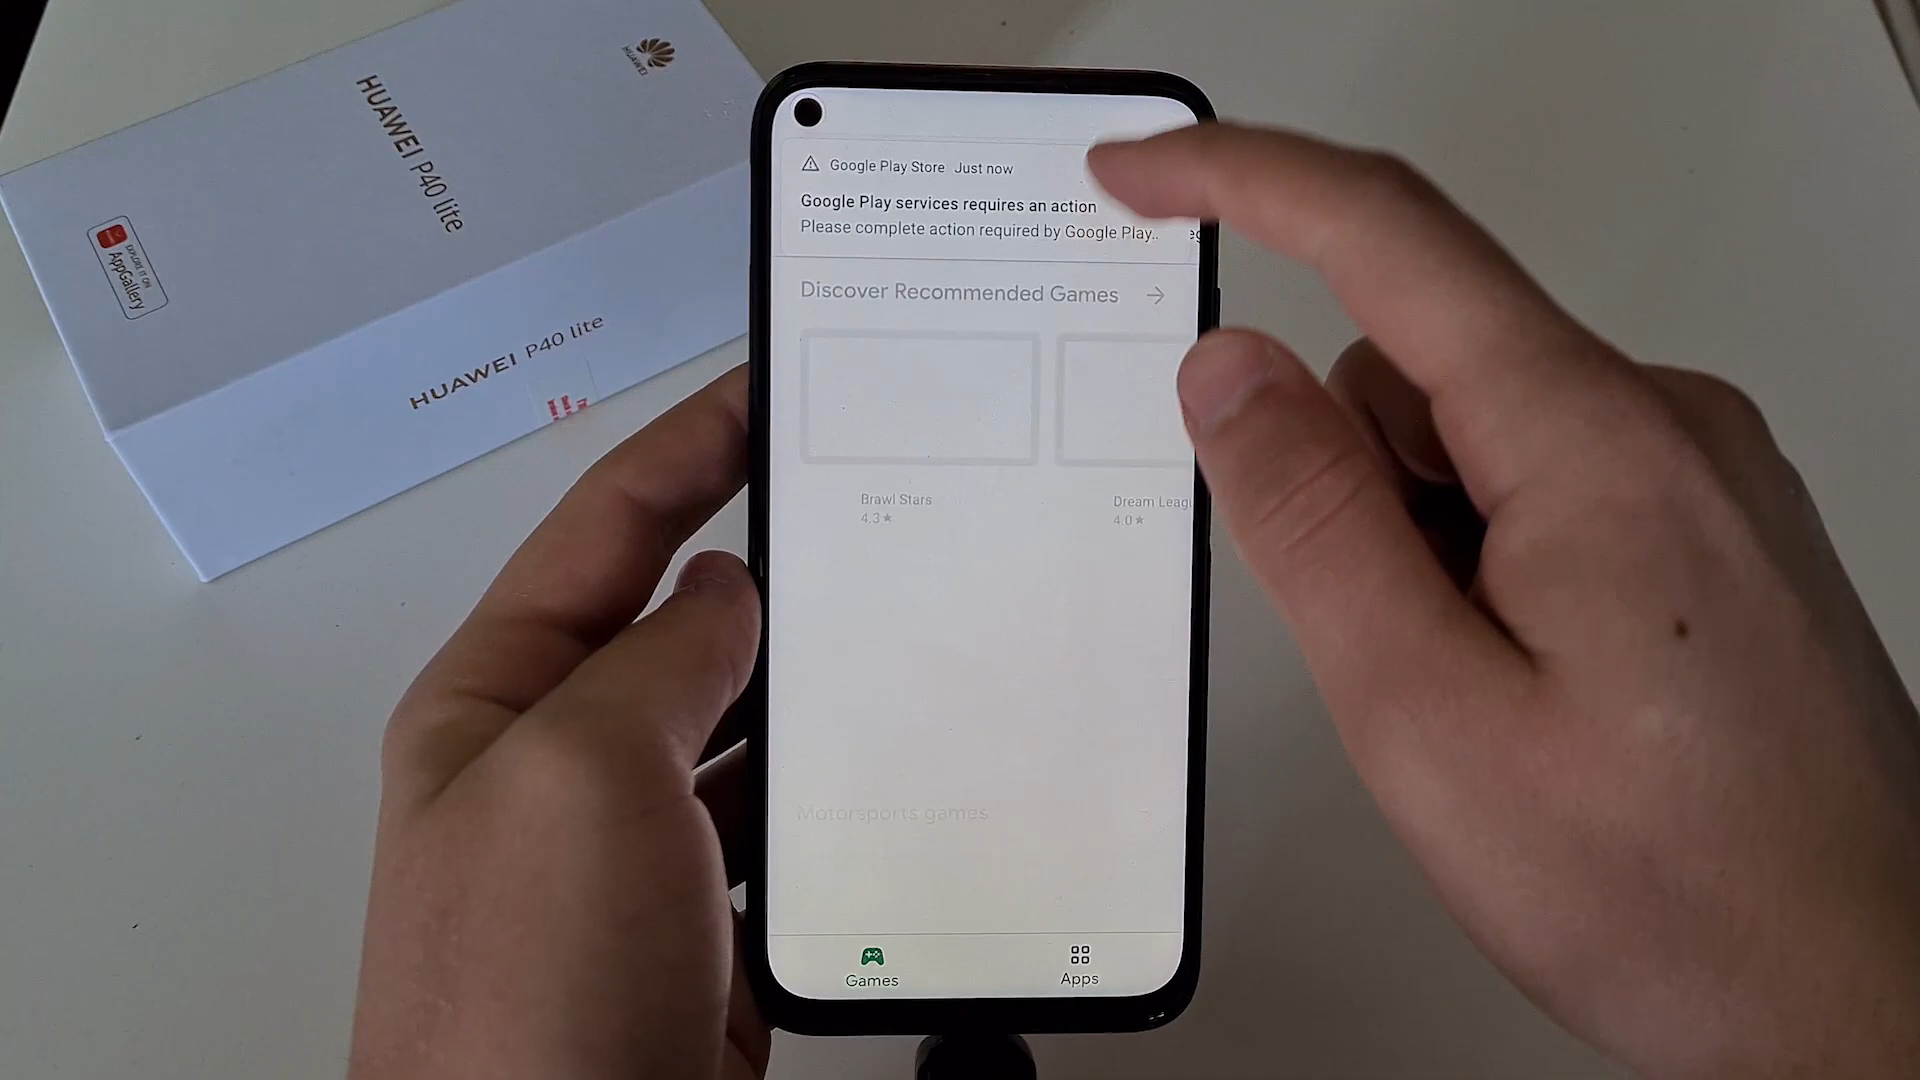 HUAWEI
HUAWEI P40 lite
EXPLORE IT ON
AppGallery
HUAWEI P40 lite
Google Play Store Just now
Google Play services requires an action
Please complete action required by Google Play..
Discover Recommended Games
Brawl Stars
4.3★
Dream Leag
4.0★
Motorsports games
Games
Apps